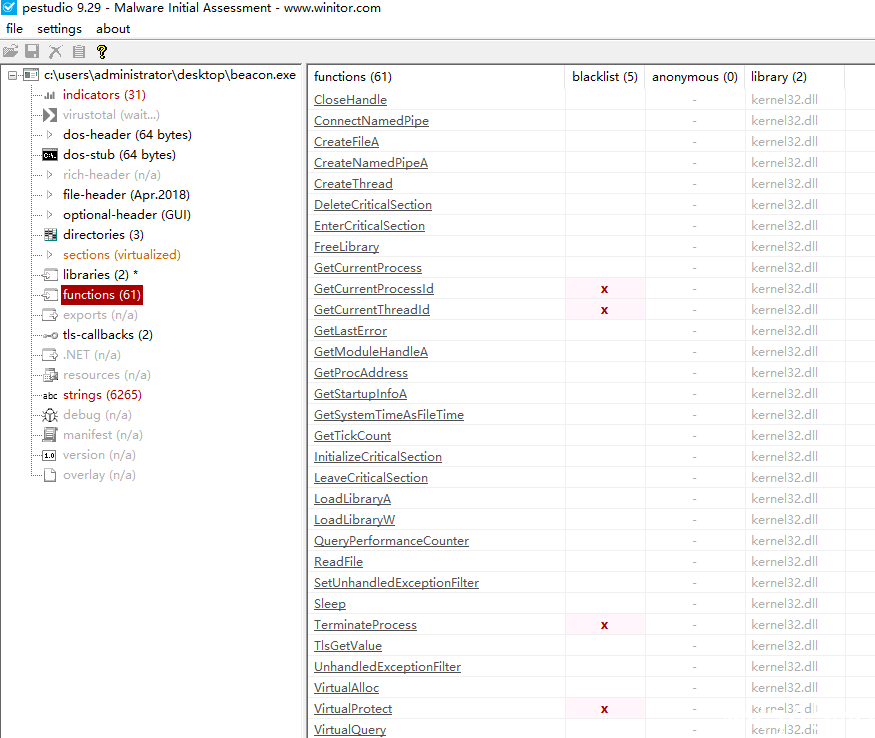 pestudio 9.29 - Malware Initial Assessment - www.winitor.com
file settings about
c:\users\administrator\desktop\beacon.exe
indicators (31)
virustotal (wait...)
dos-header (64 bytes)
dos-stub (64 bytes)
rich-header (n/a)
file-header (Apr.2018)
optional-header (GUI)
directories (3)
sections (virtualized)
libraries (2) *
functions (61)
exports (n/a)
tls-callbacks (2)
.NET (n/a)
resources (n/a)
abc strings (6265)
debug (n/a)
manifest (n/a)
1.0 version (n/a)
overlay (n/a)
functions (61) blacklist (5) anonymous (0) library (2)
CloseHandle - kernel32.dll
ConnectNamedPipe - kernel32.dll
CreateFileA - kernel32.dll
CreateNamedPipeA - kernel32.dll
CreateThread - kernel32.dll
DeleteCriticalSection - kernel32.dll
EnterCriticalSection - kernel32.dll
FreeLibrary - kernel32.dll
GetCurrentProcess - kernel32.dll
GetCurrentProcessId x - kernel32.dll
GetCurrentThreadId x - kernel32.dll
GetLastError - kernel32.dll
GetModuleHandleA - kernel32.dll
GetProcAddress - kernel32.dll
GetStartupInfoA - kernel32.dll
GetSystemTimeAsFileTime - kernel32.dll
GetTickCount - kernel32.dll
InitializeCriticalSection - kernel32.dll
LeaveCriticalSection - kernel32.dll
LoadLibraryA - kernel32.dll
LoadLibraryW - kernel32.dll
QueryPerformanceCounter - kernel32.dll
ReadFile - kernel32.dll
SetUnhandledExceptionFilter - kernel32.dll
Sleep - kernel32.dll
TerminateProcess x - kernel32.dll
TlsGetValue - kernel32.dll
UnhandledExceptionFilter - kernel32.dll
VirtualAlloc - kernel32.dll
VirtualProtect x - kernel32.dll
VirtualQuery - kernel32.dll